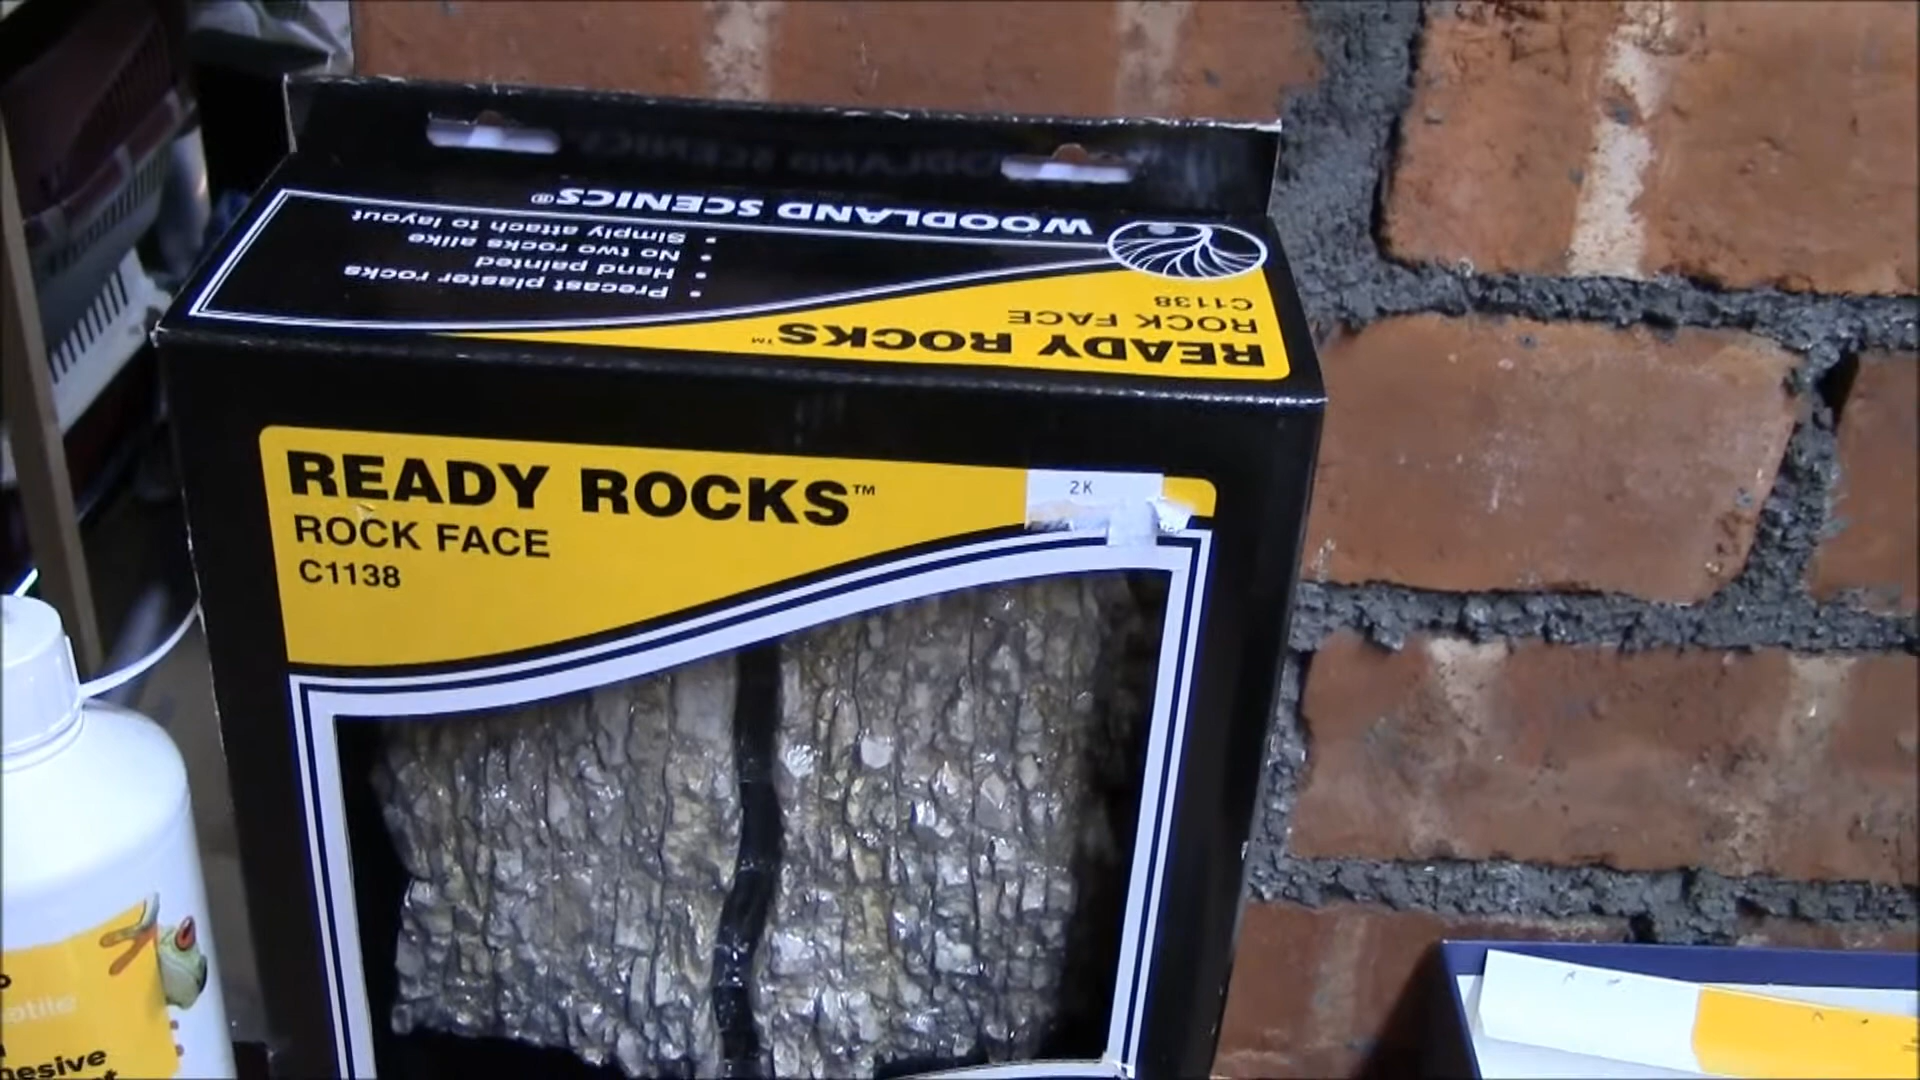 WOODLAND SCENICS®
• Precast plaster rocks
• Hand painted
• No two rocks alike
• Simply attach to layout
READY ROCKS™
ROCK FACE
C1138
READY ROCKS™
ROCK FACE
C1138
2K